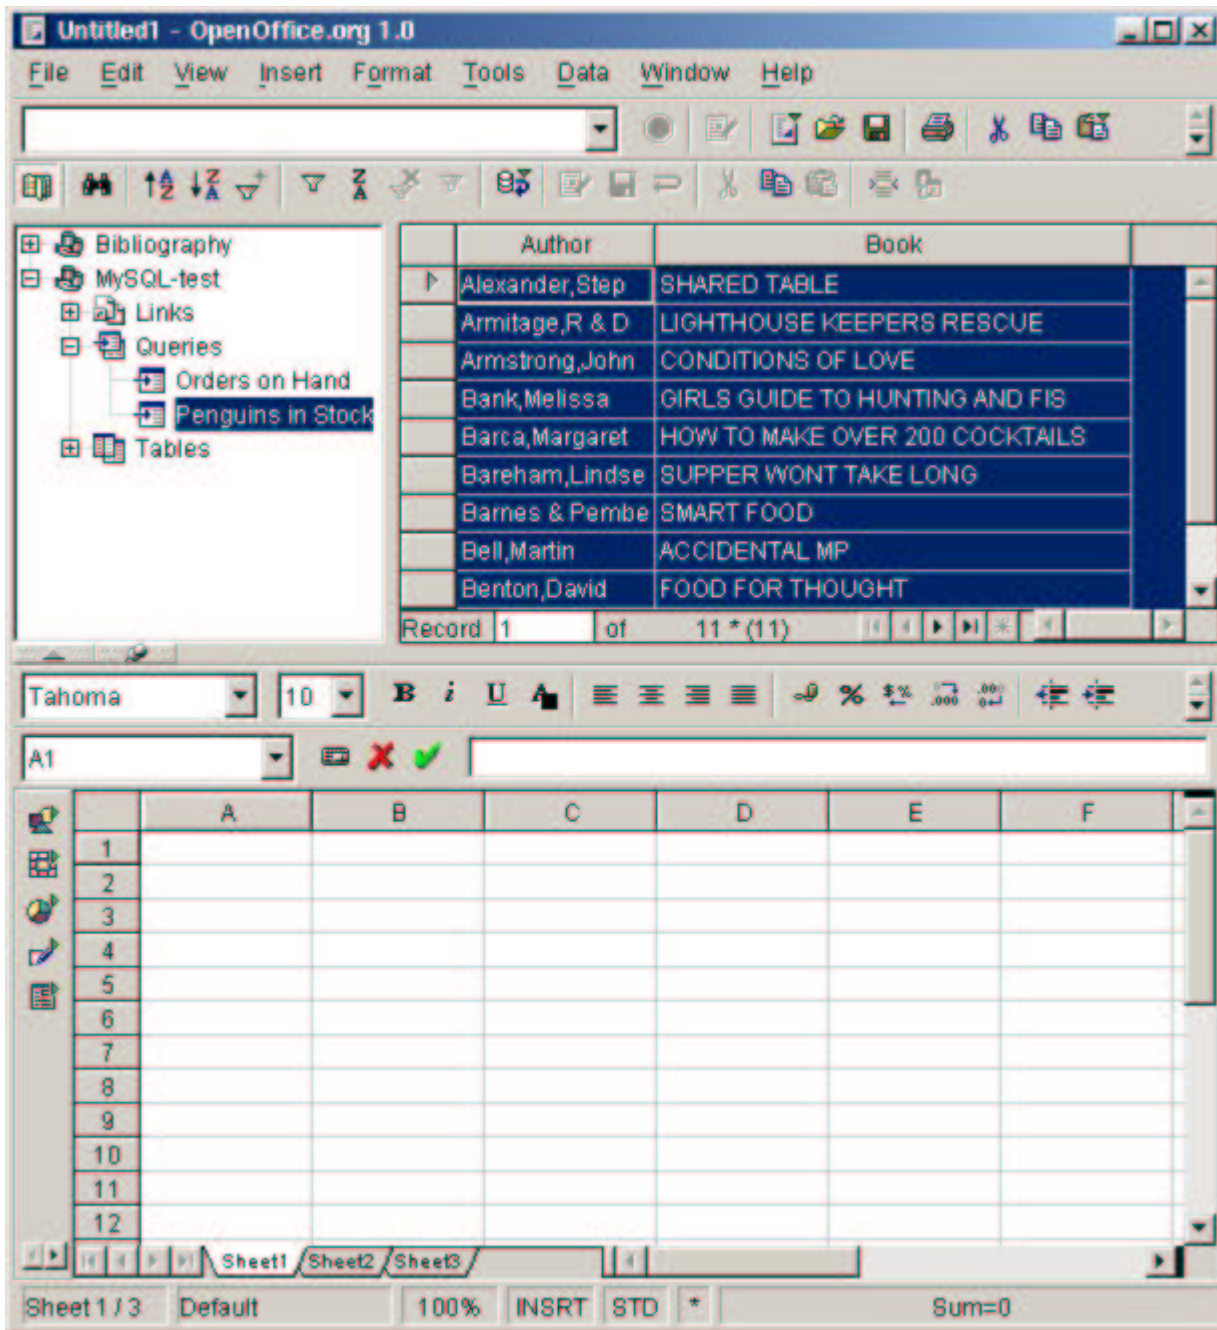 Untitled1 - OpenOffice.org 1.0
File Edit View Insert Format Tools Data Window Help
Bibliography
MySQL-test
Links
Queries
Orders on Hand
Penguins in Stock
Tables
Author Book
Alexander,Step SHARED TABLE
Armitage,R & D LIGHTHOUSE KEEPERS RESCUE
Armstrong,John CONDITIONS OF LOVE
Bank,Melissa GIRLS GUIDE TO HUNTING AND FIS
Barca,Margaret HOW TO MAKE OVER 200 COCKTAILS
Bareham,Lindse SUPPER WONT TAKE LONG
Barnes & Pembe SMART FOOD
Bell,Martin ACCIDENTAL MP
Benton,David FOOD FOR THOUGHT
Record 1 of 11 * (11)
Tahoma 10 B i U A % $% .000 .000
A1
A B C D E F
1
2
3
4
5
6
7
8
9
10
11
12
Sheet1 Sheet2 Sheet3
Sheet 1 / 3 Default 100% INSRT STD * Sum=0